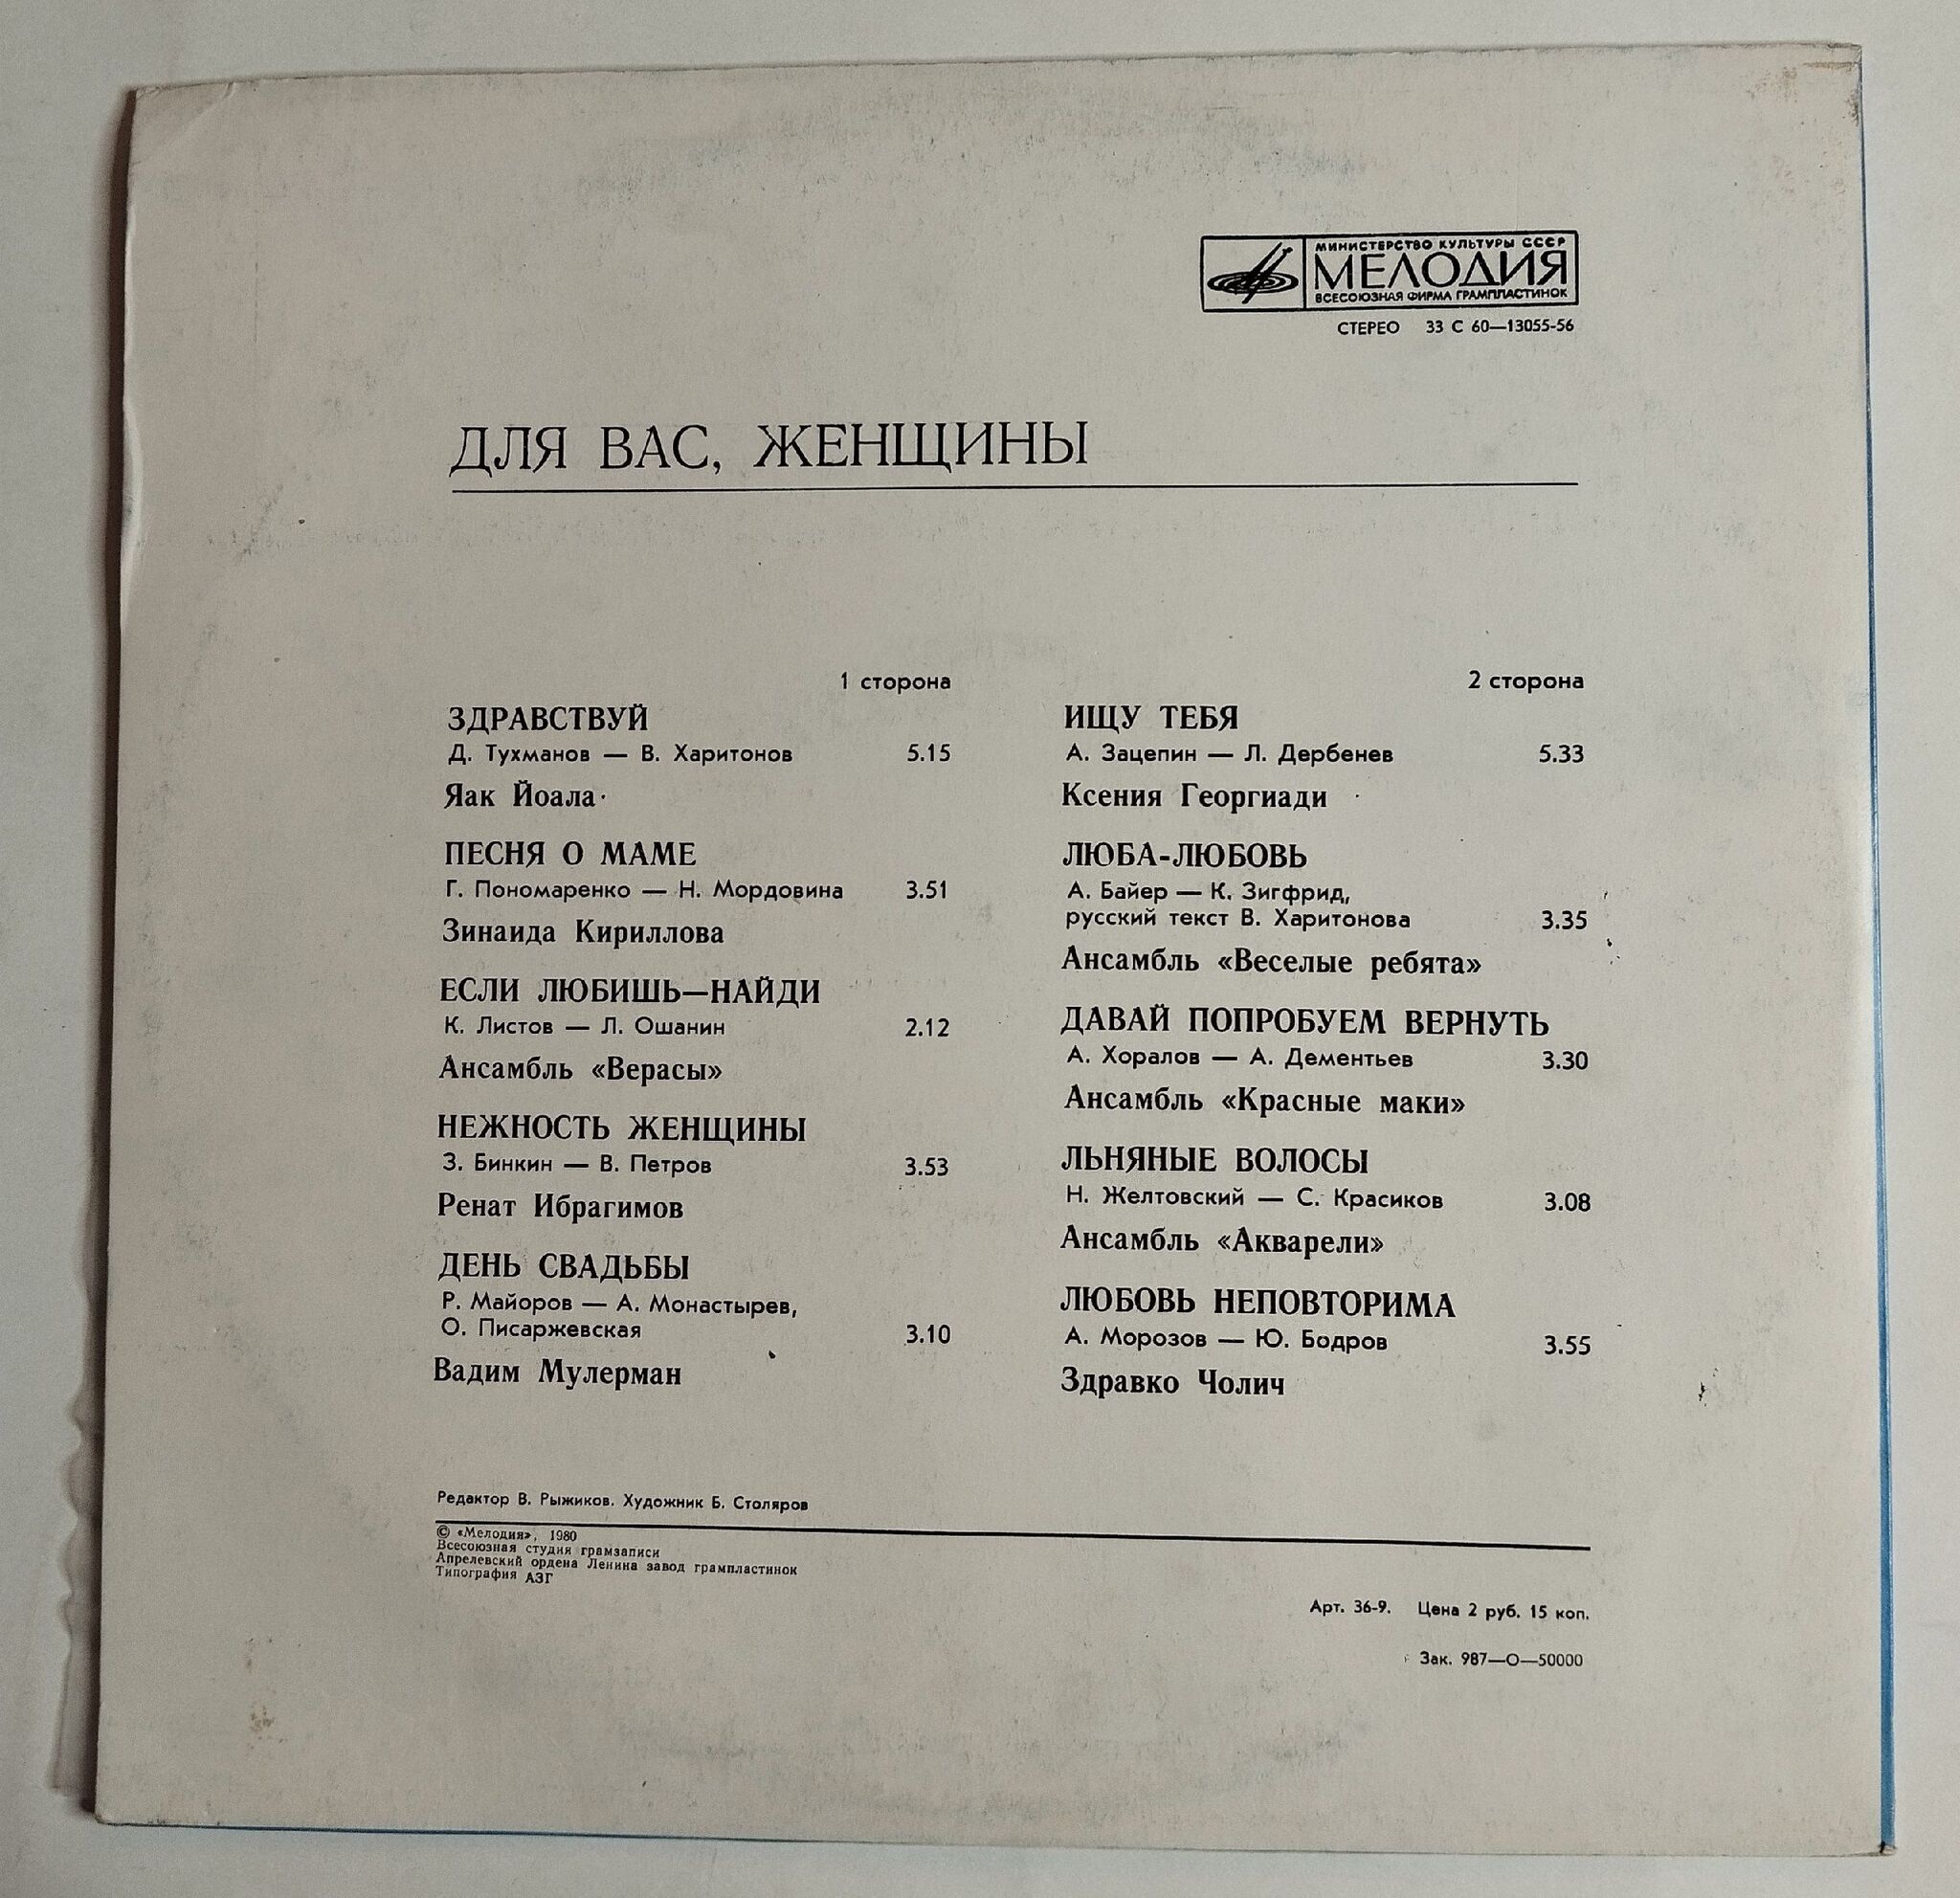 МИНИСТЕРСТВО КУЛЬТУРЫ СССР
МЕЛОДИЯ
ВСЕСОЮЗНАЯ ФИРМА ГРАМПЛАСТИНОК
СТЕРЕО 33 С 60—13055-56
ДЛЯ ВАС, ЖЕНЩИНЫ
1 сторона
ЗДРАВСТВУЙ
Д. Тухманов — В. Харитонов 5.15
Яак Йоала
ПЕСНЯ О МАМЕ
Г. Пономаренко — Н. Мордовина 3.51
Зинаида Кириллова
ЕСЛИ ЛЮБИШЬ—НАЙДИ
К. Листов — Л. Ошанин 2.12
Ансамбль «Верасы»
НЕЖНОСТЬ ЖЕНЩИНЫ
З. Бинкин — В. Петров 3.53
Ренат Ибрагимов
ДЕНЬ СВАДЬБЫ
Р. Майоров — А. Монастырев,
О. Писаржевская 3.10
Вадим Мулерман
2 сторона
ИЩУ ТЕБЯ
А. Зацепин — Л. Дербенев 5.33
Ксения Георгиади
ЛЮБА-ЛЮБОВЬ
А. Байер — К. Зигфрид,
русский текст В. Харитонова 3.35
Ансамбль «Веселые ребята»
ДАВАЙ ПОПРОБУЕМ ВЕРНУТЬ
А. Хоралов — А. Дементьев 3.30
Ансамбль «Красные маки»
ЛЬНЯНЫЕ ВОЛОСЫ
Н. Желтовский — С. Красиков 3.08
Ансамбль «Акварели»
ЛЮБОВЬ НЕПОВТОРИМА
А. Морозов — Ю. Бодров 3.55
Здравко Чолич
Редактор В. Рыжиков. Художник Б. Столяров
© «Мелодия», 1980
Всесоюзная студия грамзаписи
Апрелевский ордена Ленина завод грампластинок
Типография АЗГ
Арт. 36-9. Цена 2 руб. 15 коп.
Зак. 987—О—50000